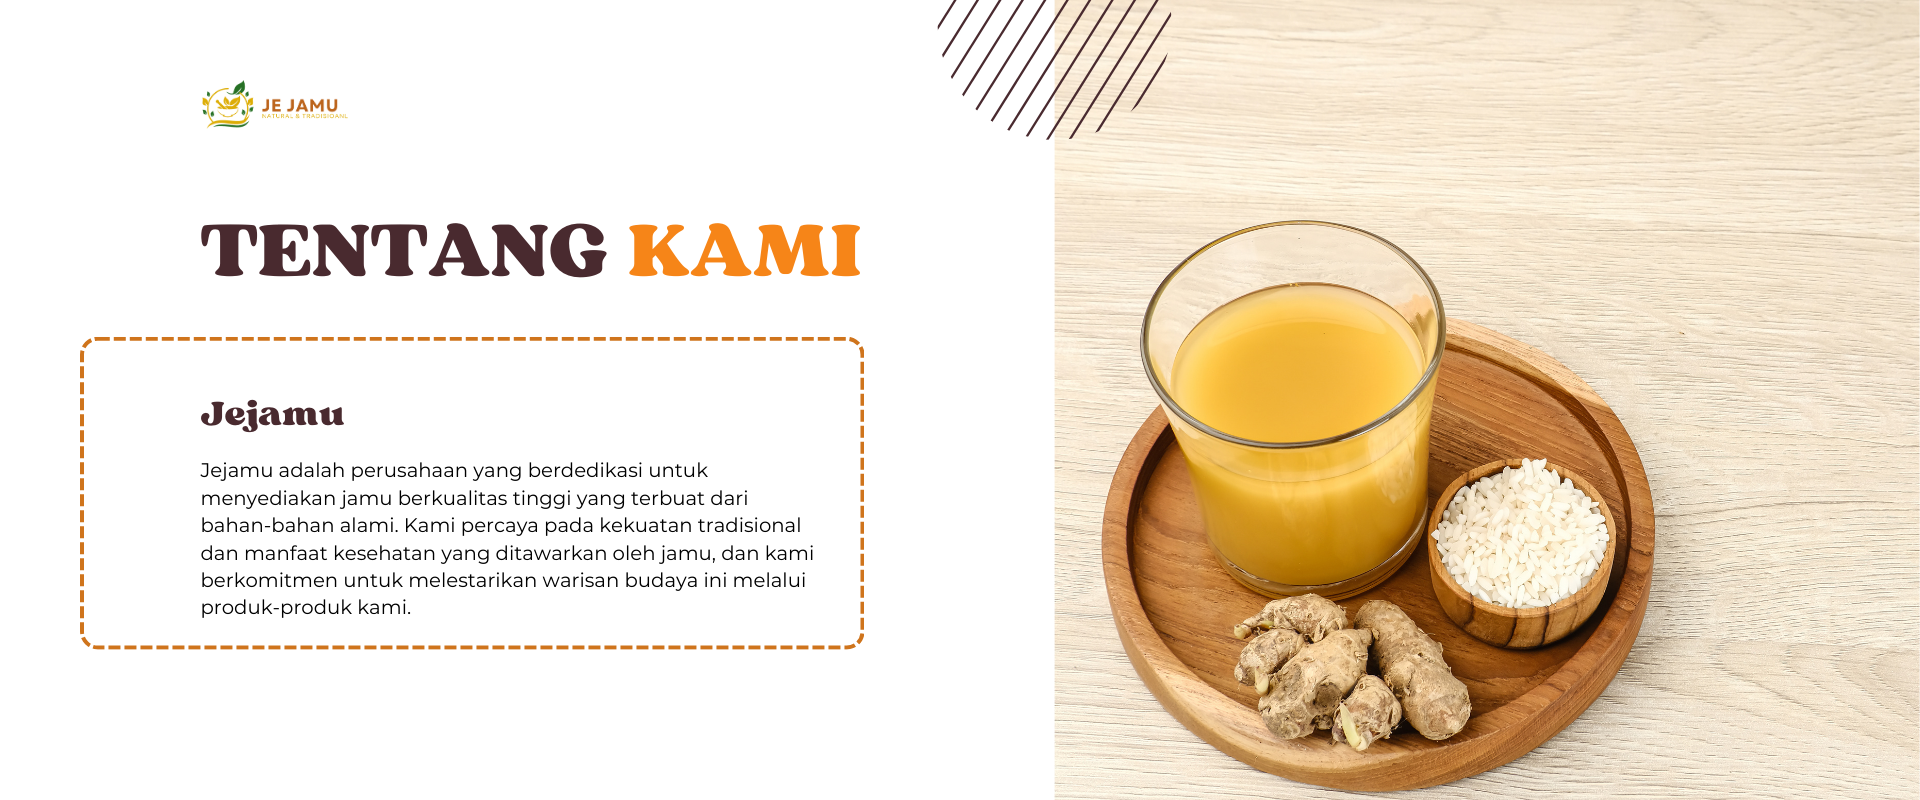 JE JAMU
NATURAL & TRADISIOANL
TENTANG KAMI
Jejamu
Jejamu adalah perusahaan yang berdedikasi untuk
menyediakan jamu berkualitas tinggi yang terbuat dari
bahan-bahan alami. Kami percaya pada kekuatan tradisional
dan manfaat kesehatan yang ditawarkan oleh jamu, dan kami
berkomitmen untuk melestarikan warisan budaya ini melalui
produk-produk kami.